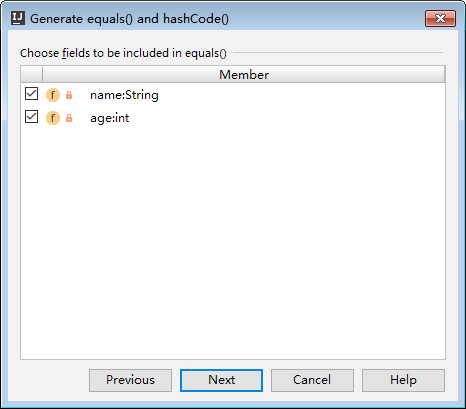 IJ Generate equals() and hashCode()
Choose fields to be included in equals()
Member
f name:String
f age:int
Previous Next Cancel Help